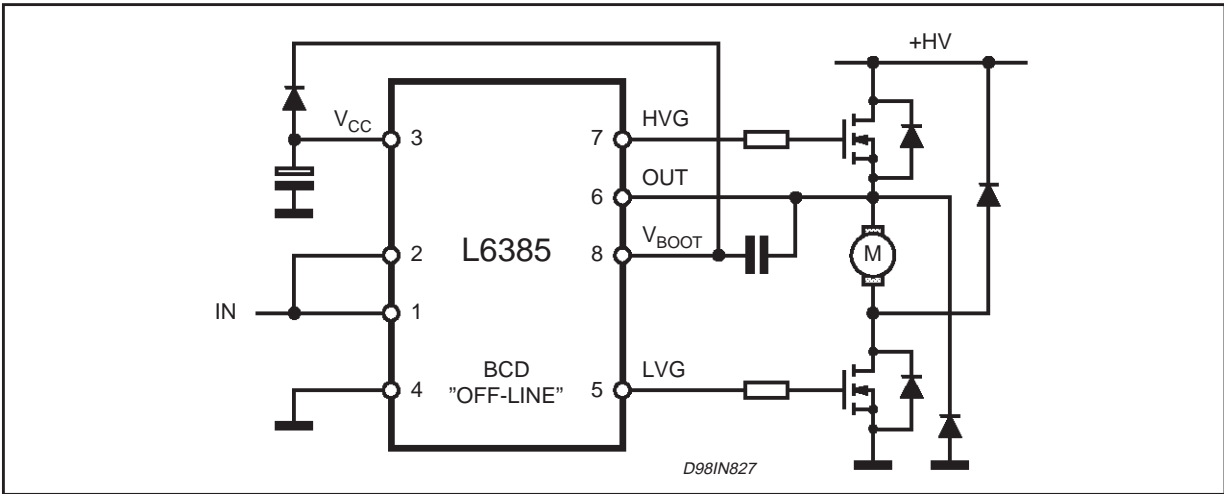 +HV
V_CC
3
7
HVG
6
OUT
2
L6385
8
V_BOOT
M
IN
1
4
BCD
”OFF-LINE”
5
LVG
D98IN827